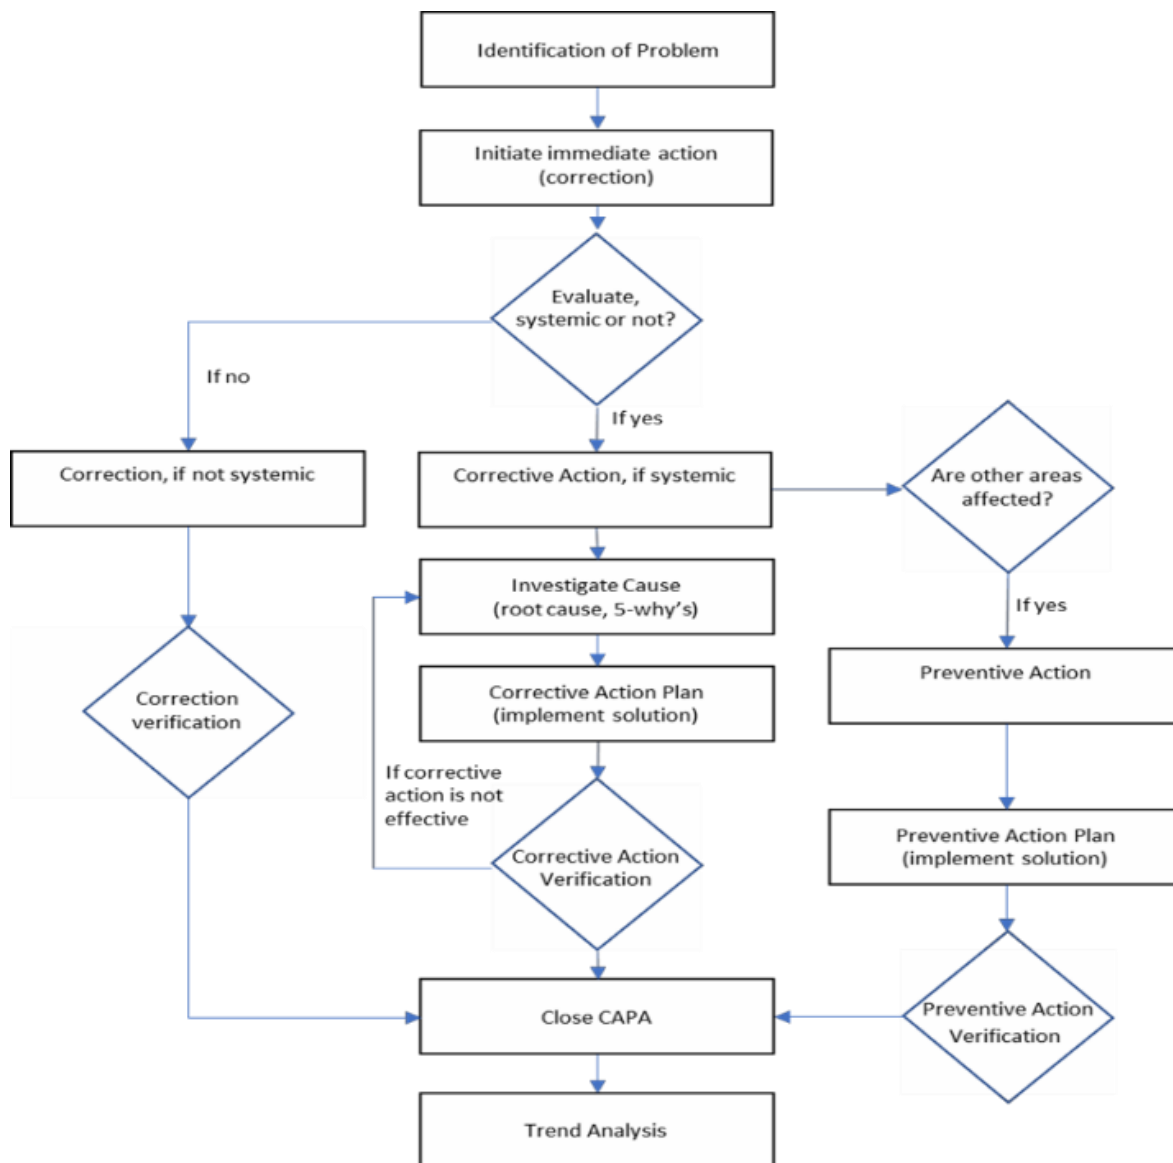 Identification of Problem
Initiate immediate action
(correction)
Evaluate,
systemic or not?
If no
If yes
Correction, if not systemic
Corrective Action, if systemic
Are other areas
affected?
Investigate Cause
(root cause, 5-why's)
If yes
Preventive Action
Correction
verification
Corrective Action Plan
(implement solution)
If corrective
action is not
effective
Preventive Action Plan
(implement solution)
Corrective Action
Verification
Close CAPA
Preventive Action
Verification
Trend Analysis